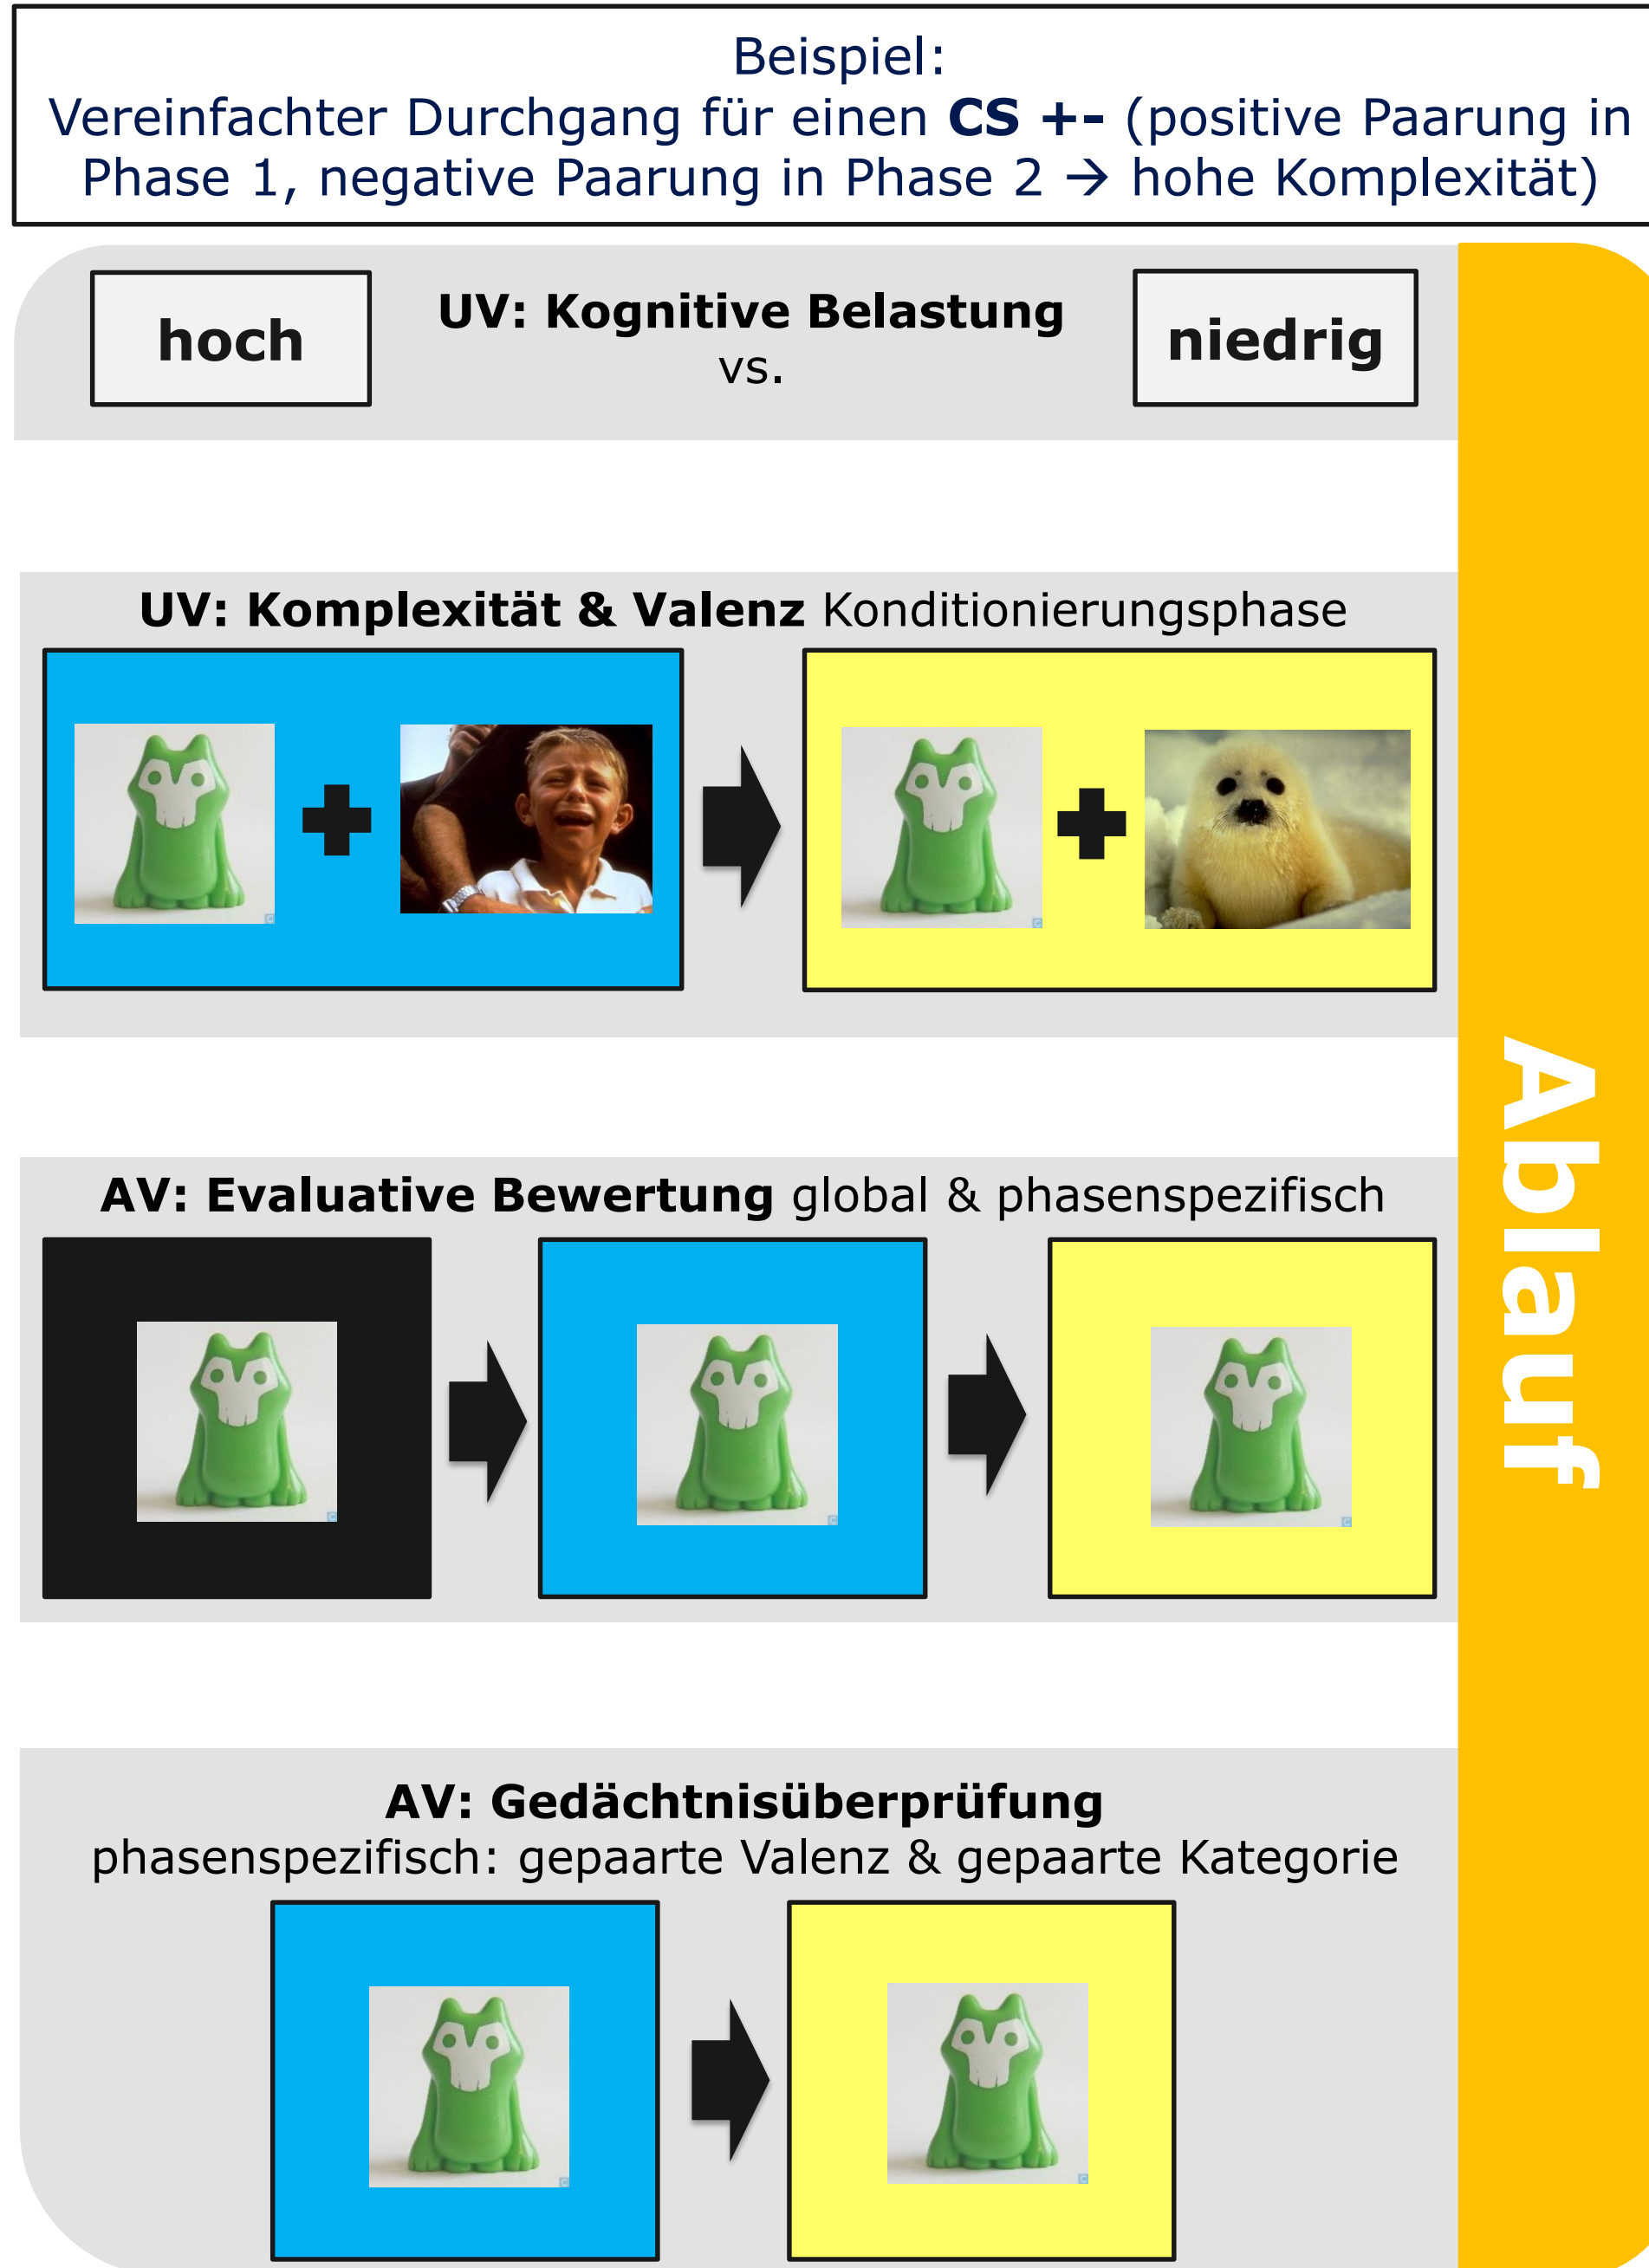 Beispiel:
Vereinfachter Durchgang für einen CS +- (positive Paarung in
Phase 1, negative Paarung in Phase 2 → hohe Komplexität)
hoch
UV: Kognitive Belastung
vs.
niedrig
UV: Komplexität & Valenz Konditionierungsphase
AV: Evaluative Bewertung global & phasenspezifisch
AV: Gedächtnisüberprüfung
phasenspezifisch: gepaarte Valenz & gepaarte Kategorie
Ablauf